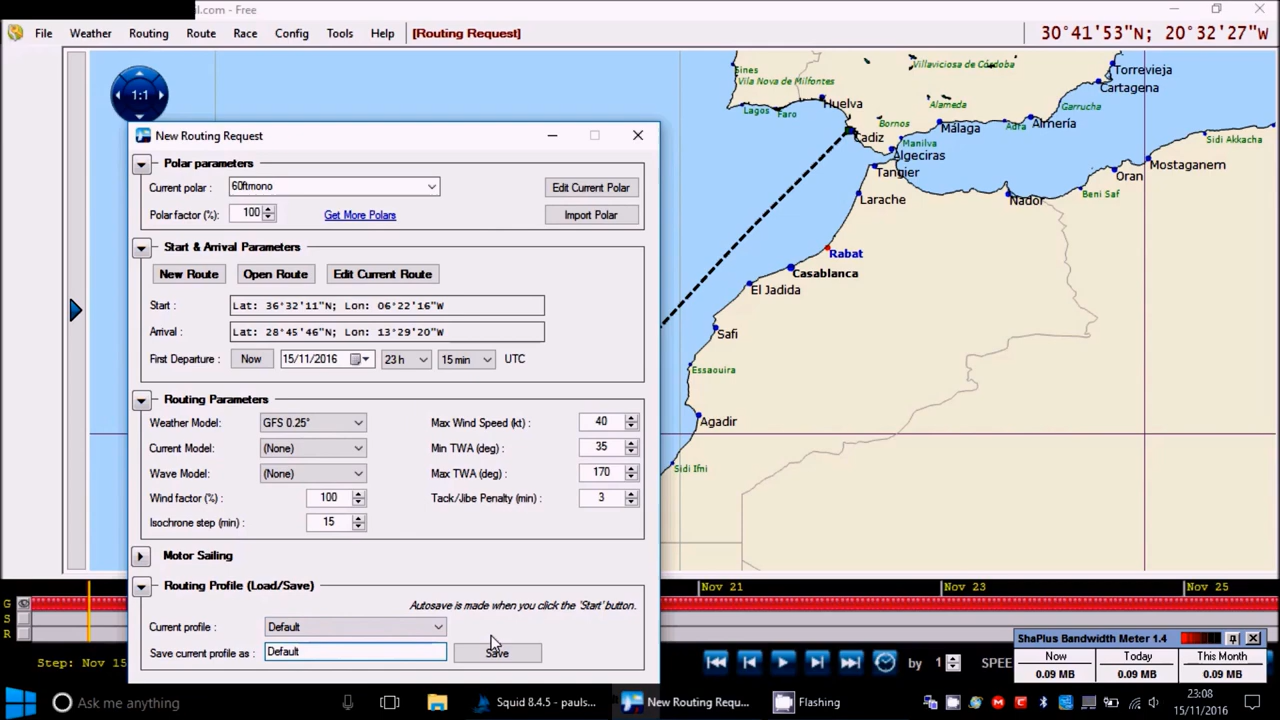 al.com - Free
File Weather Routing Route Race Config Tools Help [Routing Request] 30°41'53"N; 20°32'27"W
1:1
Sines
Vila Nova de Milfontes
Lagos
Faro
Huelva
Villaviciosa de Córdoba
Alameda
Bornos
Cadiz
Manilva
Algeciras
Tangier
Málaga
Adra
Almería
Garrucha
Torrevieja
Cartagena
Sidi Akkacha
Mostaganem
Oran
Beni Saf
Nador
Larache
Rabat
Casablanca
El Jadida
Safi
Essaouira
Agadir
Sidi Ifni
New Routing Request
Polar parameters
Current polar : 60ftmono Edit Current Polar
Polar factor (%): 100 Get More Polars Import Polar
Start & Arrival Parameters
New Route Open Route Edit Current Route
Start : Lat: 36°32'11"N; Lon: 06°22'16"W
Arrival : Lat: 28°45'46"N; Lon: 13°29'20"W
First Departure : Now 15/11/2016 23 h 15 min UTC
Routing Parameters
Weather Model: GFS 0.25° Max Wind Speed (kt) : 40
Current Model: (None) Min TWA (deg) : 35
Wave Model: (None) Max TWA (deg) : 170
Wind factor (%) : 100 Tack/Jibe Penalty (min) : 3
Isochrone step (min) : 15
Motor Sailing
Routing Profile (Load/Save)
Autosave is made when you click the 'Start' button.
Current profile : Default
Save current profile as : Default Save
Nov 21 Nov 23 Nov 25
G
S
R
Step: Nov 15
by 1 SPEE
ShaPlus Bandwidth Meter 1.4
Now Today This Month
0.09 MB 0.09 MB 0.09 MB
Ask me anything
Squid 8.4.5 - pauls...
New Routing Requ...
Flashing
23:08
15/11/2016